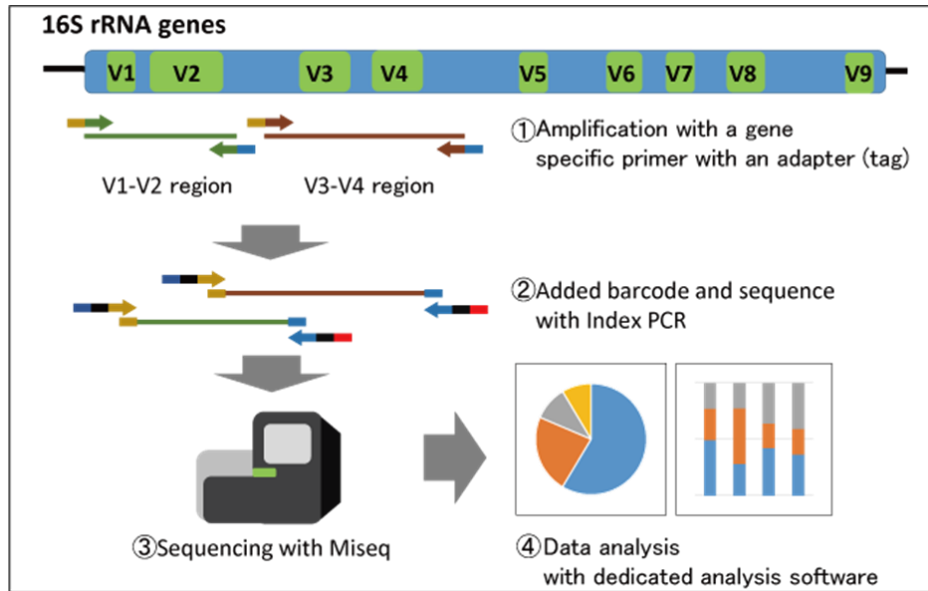 16S rRNA genes
V1 V2 V3 V4 V5 V6 V7 V8 V9
①Amplification with a gene
specific primer with an adapter (tag)
V1-V2 region
V3-V4 region
②Added barcode and sequence
with Index PCR
③Sequencing with Miseq
④Data analysis
with dedicated analysis software